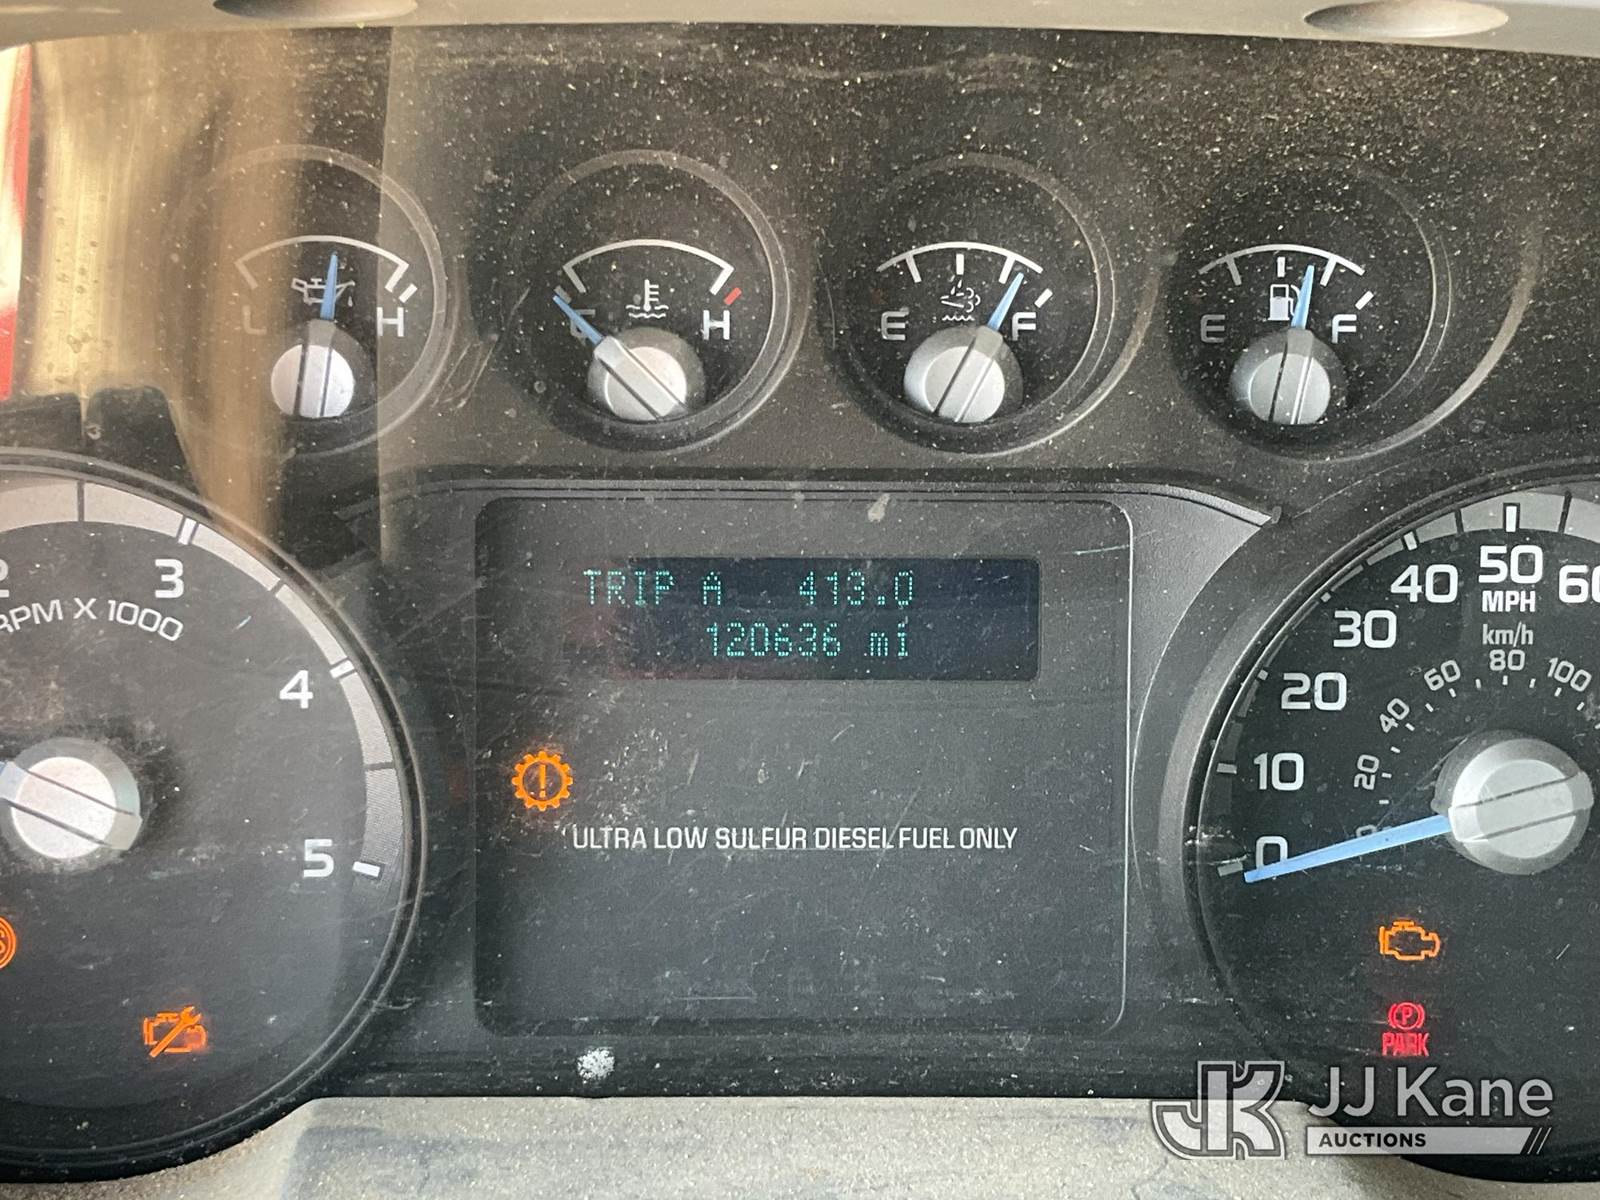 L H
C H
E F
E F
2 3 4 5
RPM X 1000
TRIP A 413.0
120636 mi
ULTRA LOW SULFUR DIESEL FUEL ONLY
0 10 20 30 40 50 60
MPH
km/h
20 40 60 80 100
PARK
JK JJ Kane
AUCTIONS